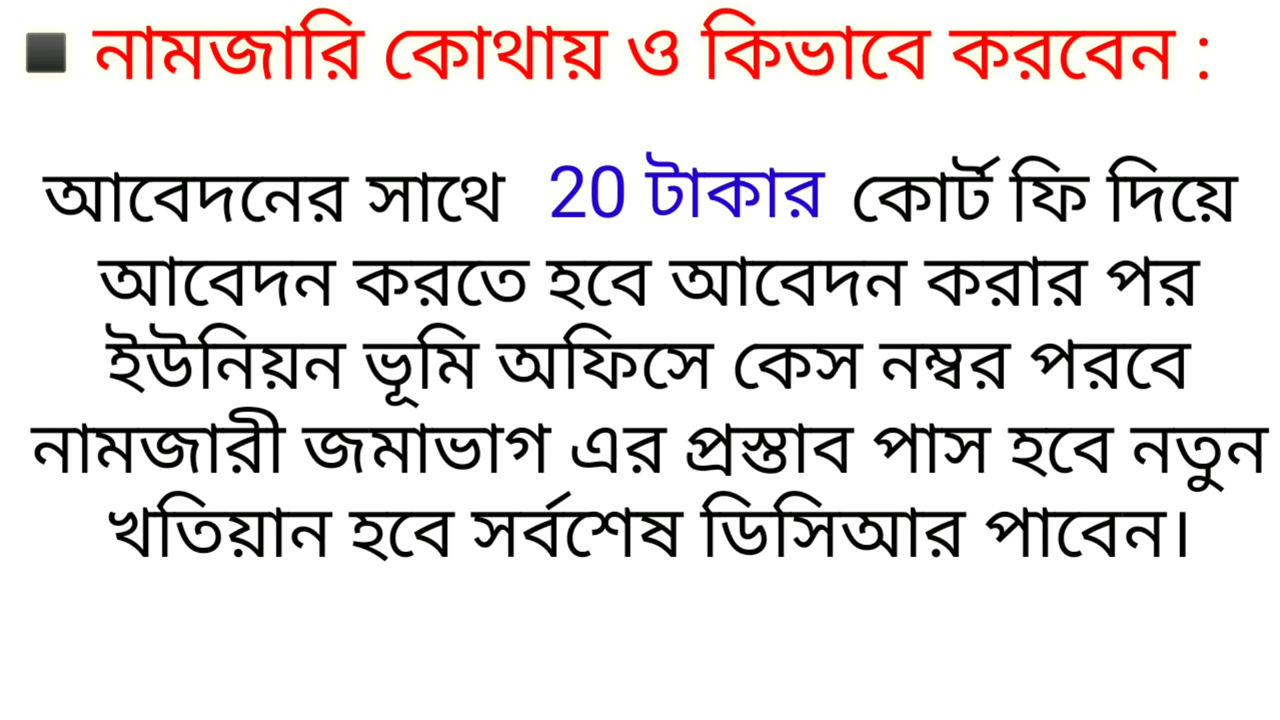 ▪ নামজারি কোথায় ও কিভাবে করবেন :
আবেদনের সাথে 20 টাকার কোর্ট ফি দিয়ে
আবেদন করতে হবে আবেদন করার পর
ইউনিয়ন ভূমি অফিসে কেস নম্বর পরবে
নামজারী জমাভাগ এর প্রস্তাব পাস হবে নতুন
খতিয়ান হবে সর্বশেষ ডিসিআর পাবেন।